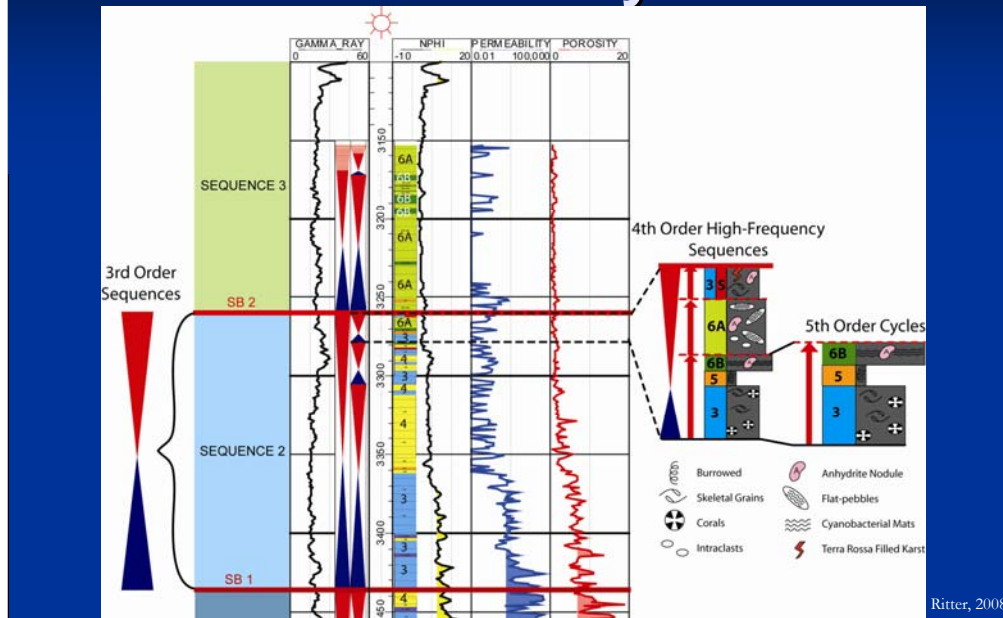 GAMMA_RAY NPHI PERMEABILITY POROSITY
0 60 -10 20 0.01 100,000 0 20
3150
6A
6B
6B
6B
SEQUENCE 3
3200
6A
4th Order High-Frequency
Sequences
3rd Order
Sequences
6A
3250
SB 2
3 5
6A
3
6A
5th Order Cycles
4
6B
6B
3300
3
5
5
4
3
3
4
SEQUENCE 2
3350
Burrowed
Anhydrite Nodule
3
Skeletal Grains
Flat-pebbles
Corals
Cyanobacterial Mats
3400
3
Intraclasts
Terra Rossa Filled Karst
3
SB 1
4
450
Ritter, 2008